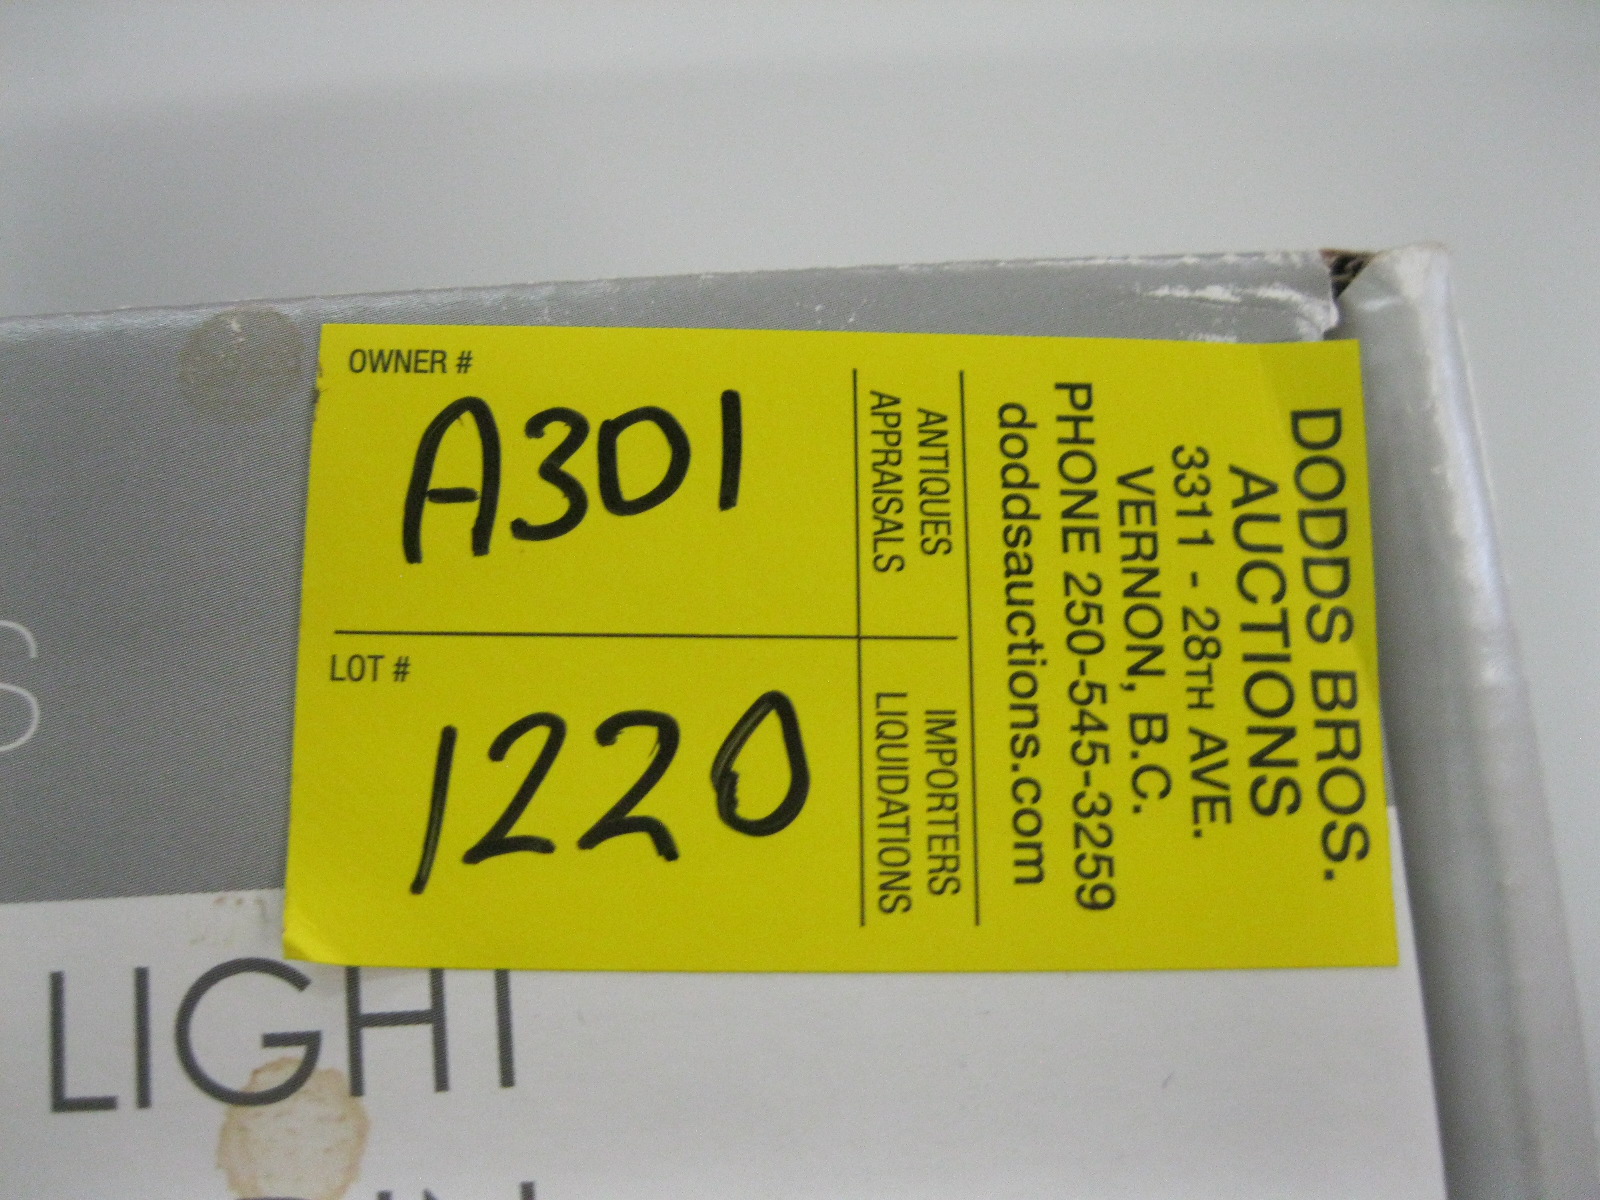 OWNER #
A301
LOT #
1220
ANTIQUES
APPRAISALS
IMPORTERS
LIQUIDATIONS
DODDS BROS.
AUCTIONS
3311 - 28TH AVE.
VERNON, B.C.
PHONE 250-545-3259
doddsauctions.com
S
LIGHT